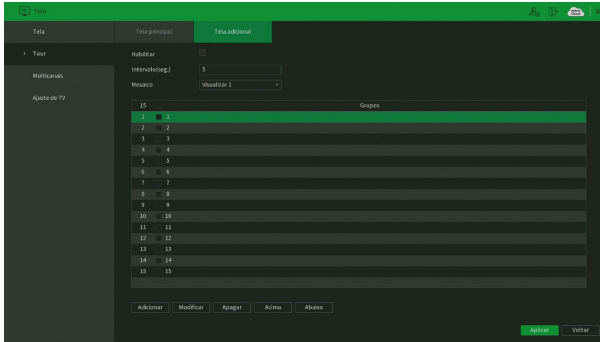 Tela
Tela
Tela principal
Tela adicional
Tour
Habilitar
Intervalo(seg.)
5
Multicanais
Mosaico
Visualizar 1
Ajuste de TV
15 Grupos
1 1
2 2
3 3
4 4
5 5
6 6
7 7
8 8
9 9
10 10
11 11
12 12
13 13
14 14
15 15
Adicionar Modificar Apagar Acima Abaixo
Aplicar Voltar